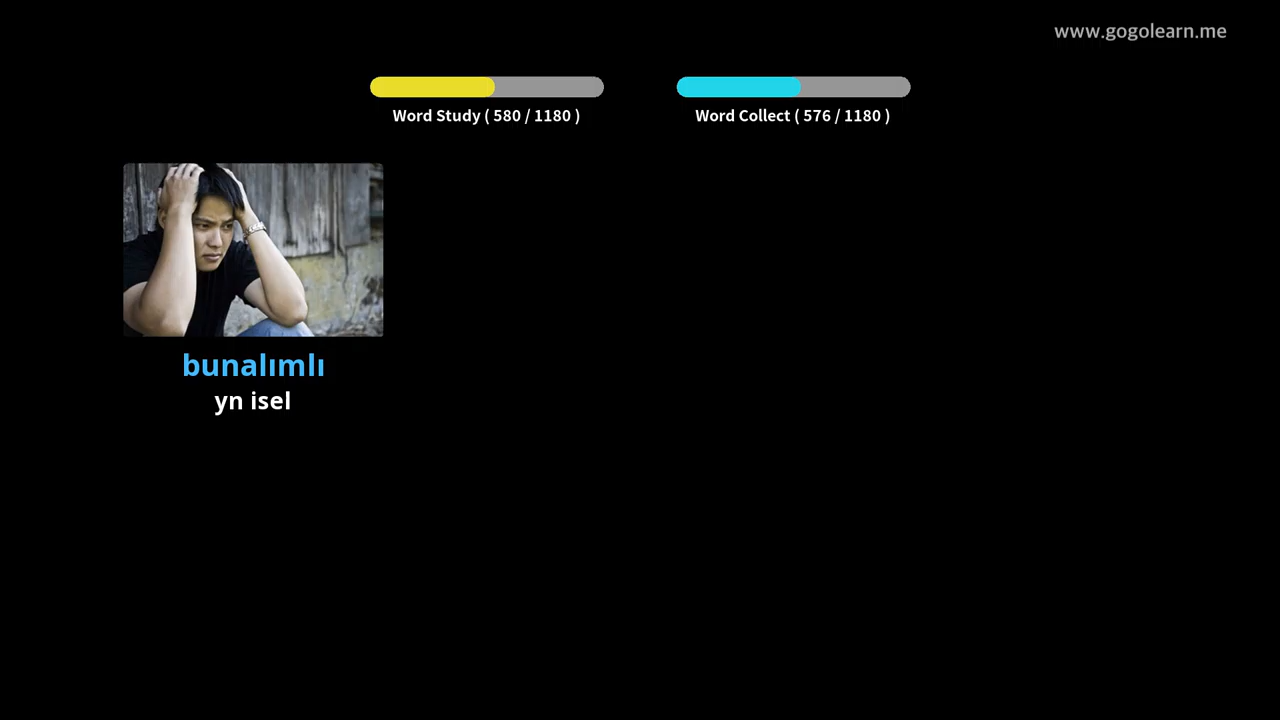 www.gogolearn.me
Word Study ( 580 / 1180 )
Word Collect ( 576 / 1180 )
bunalımlı
yn isel